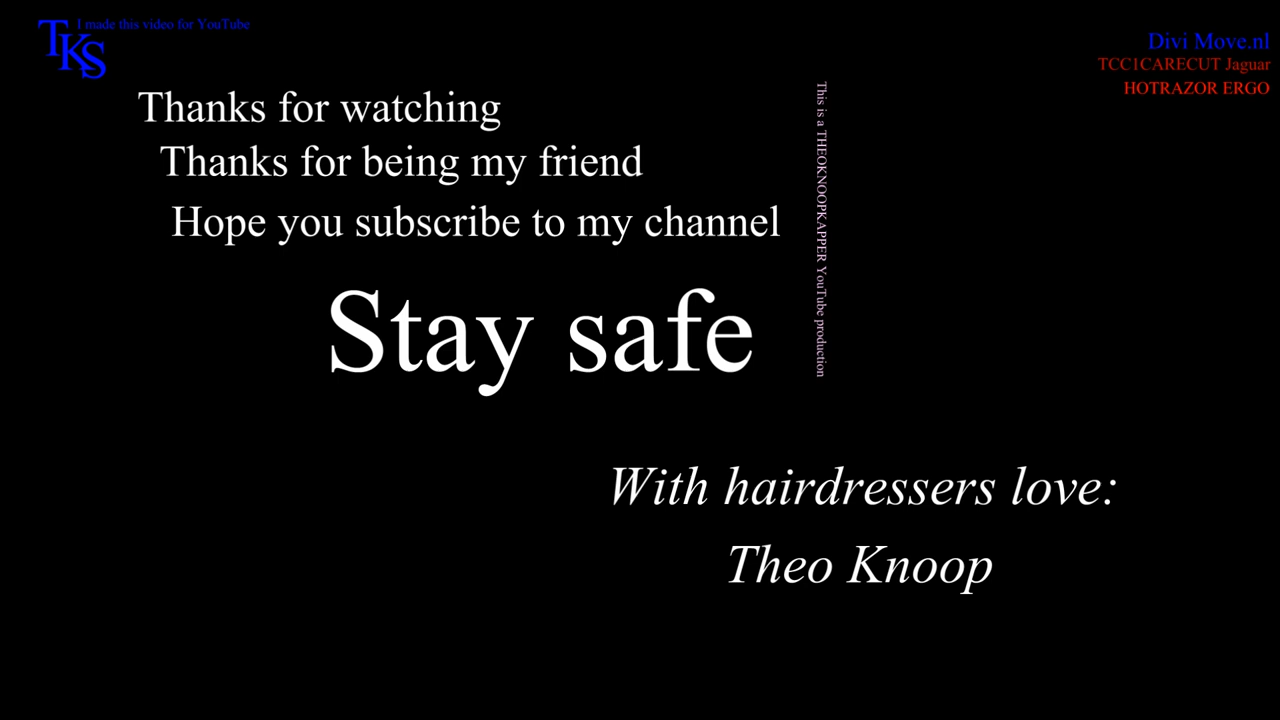 TKS
I made this video for YouTube
Divi Move.nl
TCC1CARECUT Jaguar
HOTRAZOR ERGO
Thanks for watching
Thanks for being my friend
Hope you subscribe to my channel
This is a THEOKNOOPKAPPER YouTube production
Stay safe
With hairdressers love:
Theo Knoop